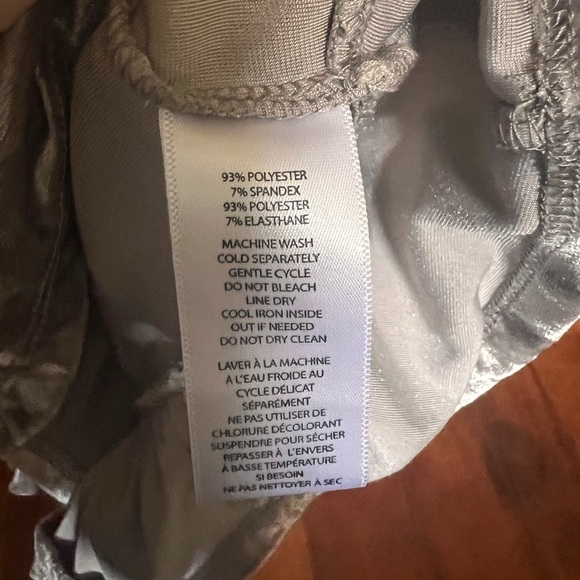 93% POLYESTER
7% SPANDEX
93% POLYESTER
7% ELASTHANE
MACHINE WASH
COLD SEPARATELY
GENTLE CYCLE
DO NOT BLEACH
LINE DRY
COOL IRON INSIDE
OUT IF NEEDED
DO NOT DRY CLEAN
LAVER À LA MACHINE
À L'EAU FROIDE AU
CYCLE DÉLICAT
SÉPARÉMENT
NE PAS UTILISER DE
CHLORURE DÉCOLORANT
SUSPENDRE POUR SÈCHER
REPASSER À L'ENVERS
À BASSE TEMPÉRATURE
SI BESOIN
NE PAS NETTOYER À SEC